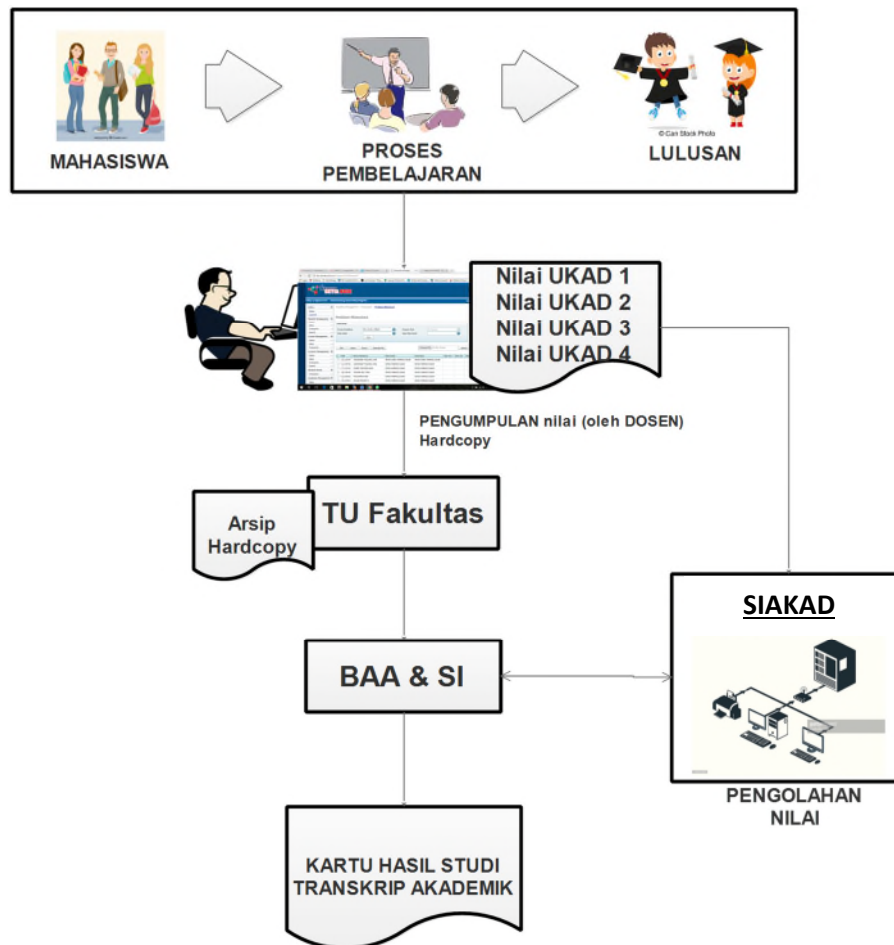 MAHASISWA
PROSES
PEMBELAJARAN
© Can Stock Photo
LULUSAN
Nilai UKAD 1
Nilai UKAD 2
Nilai UKAD 3
Nilai UKAD 4
PENGUMPULAN nilai (oleh DOSEN)
Hardcopy
Arsip
Hardcopy
TU Fakultas
SIAKAD
BAA & SI
PENGOLAHAN
NILAI
KARTU HASIL STUDI
TRANSKRIP AKADEMIK